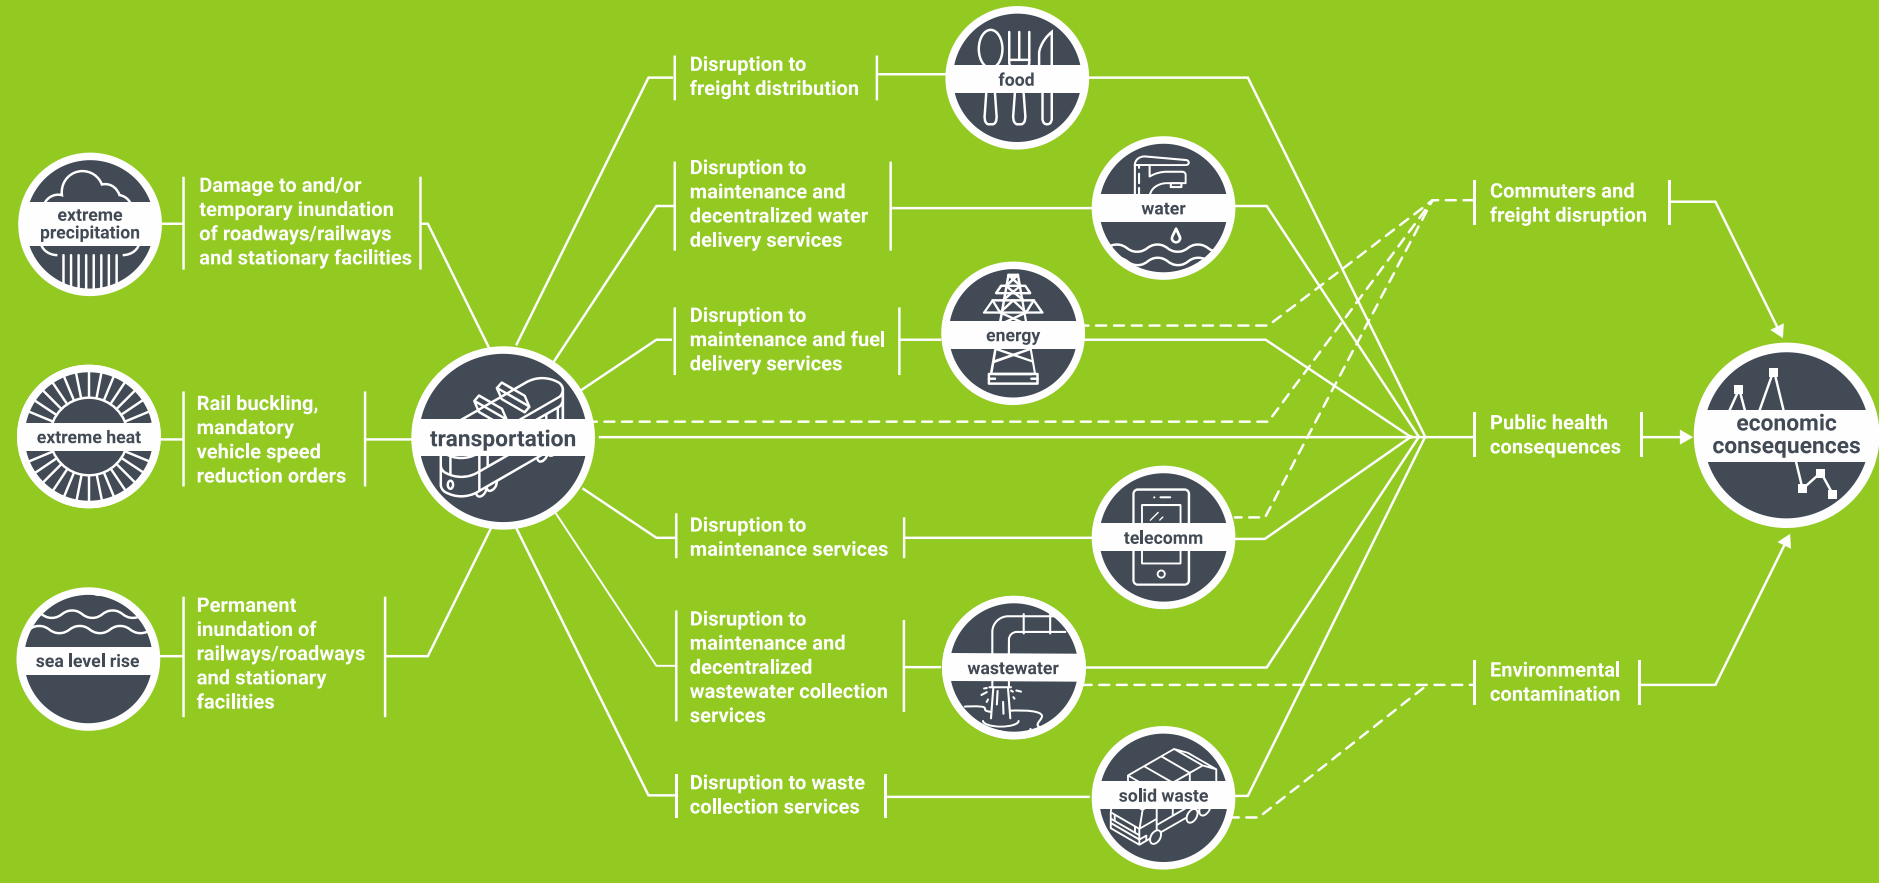 extreme
precipitation
Damage to and/or
temporary inundation
of roadways/railways
and stationary facilities
extreme heat
Rail buckling,
mandatory
vehicle speed
reduction orders
sea level rise
Permanent
inundation of
railways/roadways
and stationary
facilities
transportation
Disruption to
freight distribution
food
Disruption to
maintenance and
decentralized water
delivery services
water
Disruption to
maintenance and fuel
delivery services
energy
Disruption to
maintenance services
telecomm
Disruption to
maintenance and
decentralized
wastewater collection
services
wastewater
Disruption to waste
collection services
solid waste
Commuters and
freight disruption
Public health
consequences
Environmental
contamination
economic
consequences